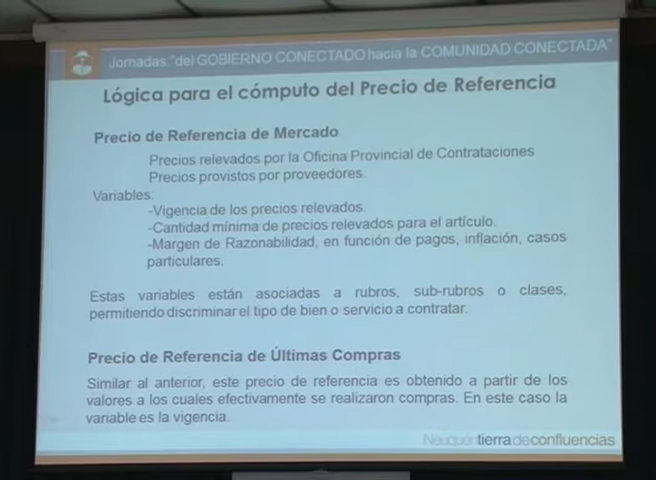 Jornadas:"del GOBIERNO CONECTADO hacia la COMUNIDAD CONECTADA"
Lógica para el cómputo del Precio de Referencia
Precio de Referencia de Mercado
Precios relevados por la Oficina Provincial de Contrataciones
Precios provistos por proveedores.
Variables:
-Vigencia de los precios relevados.
-Cantidad mínima de precios relevados para el artículo.
-Margen de Razonabilidad, en función de pagos, inflación, casos
particulares.
Estas variables están asociadas a rubros, sub-rubros o clases,
permitiendo discriminar el tipo de bien o servicio a contratar.
Precio de Referencia de Últimas Compras
Similar al anterior, este precio de referencia es obtenido a partir de los
valores a los cuales efectivamente se realizaron compras. En este caso la
variable es la vigencia.
Neuquén tierradeconfluencias